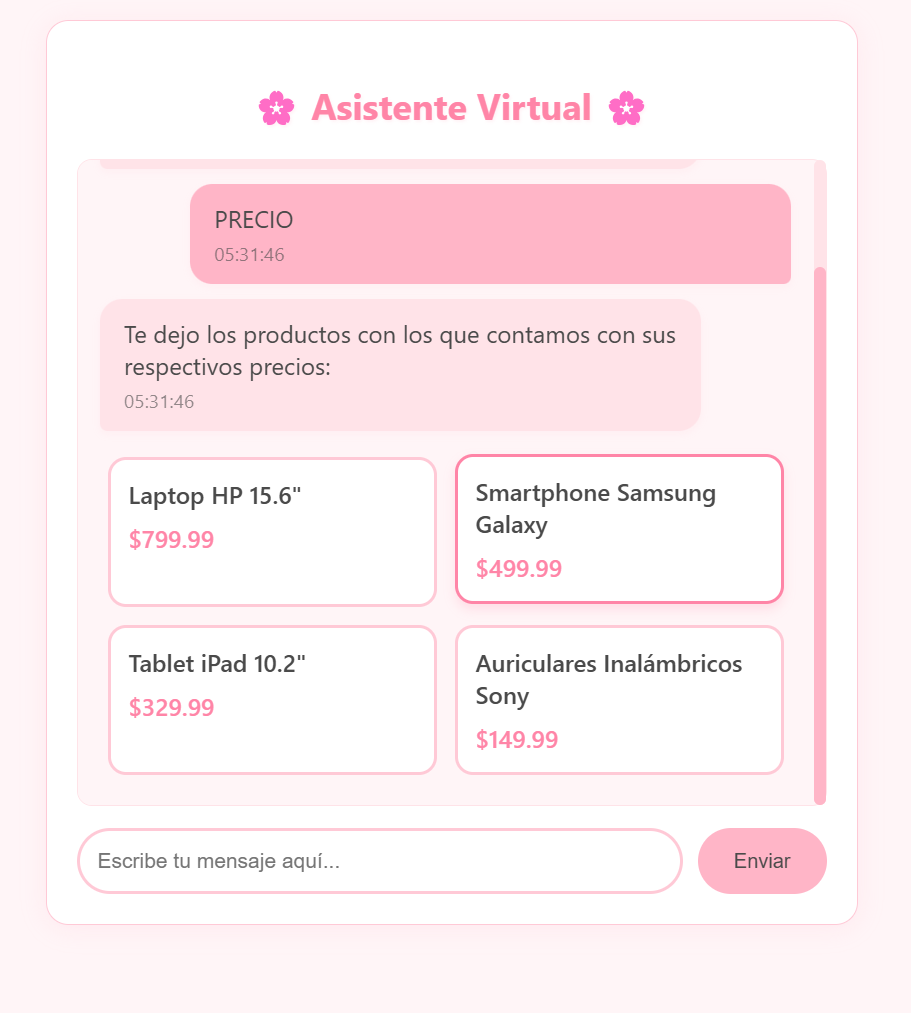 Asistente Virtual
PRECIO
05:31:46
Te dejo los productos con los que contamos con sus
respectivos precios:
05:31:46
Laptop HP 15.6"
$799.99
Smartphone Samsung
Galaxy
$499.99
Tablet iPad 10.2"
$329.99
Auriculares Inalámbricos
Sony
$149.99
Escribe tu mensaje aquí...
Enviar